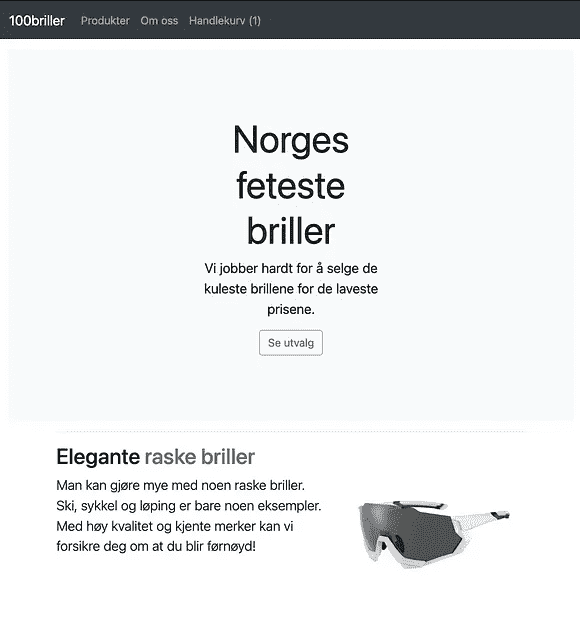 100briller Produkter Om oss Handlekurv (1)
Norges
feteste
briller
Vi jobber hardt for å selge de
kuleste brillene for de laveste
prisene.
Se utvalg
Elegante raske briller
Man kan gjøre mye med noen raske briller.
Ski, sykkel og løping er bare noen eksempler.
Med høy kvalitet og kjente merker kan vi
forsikre deg om at du blir førnøyd!